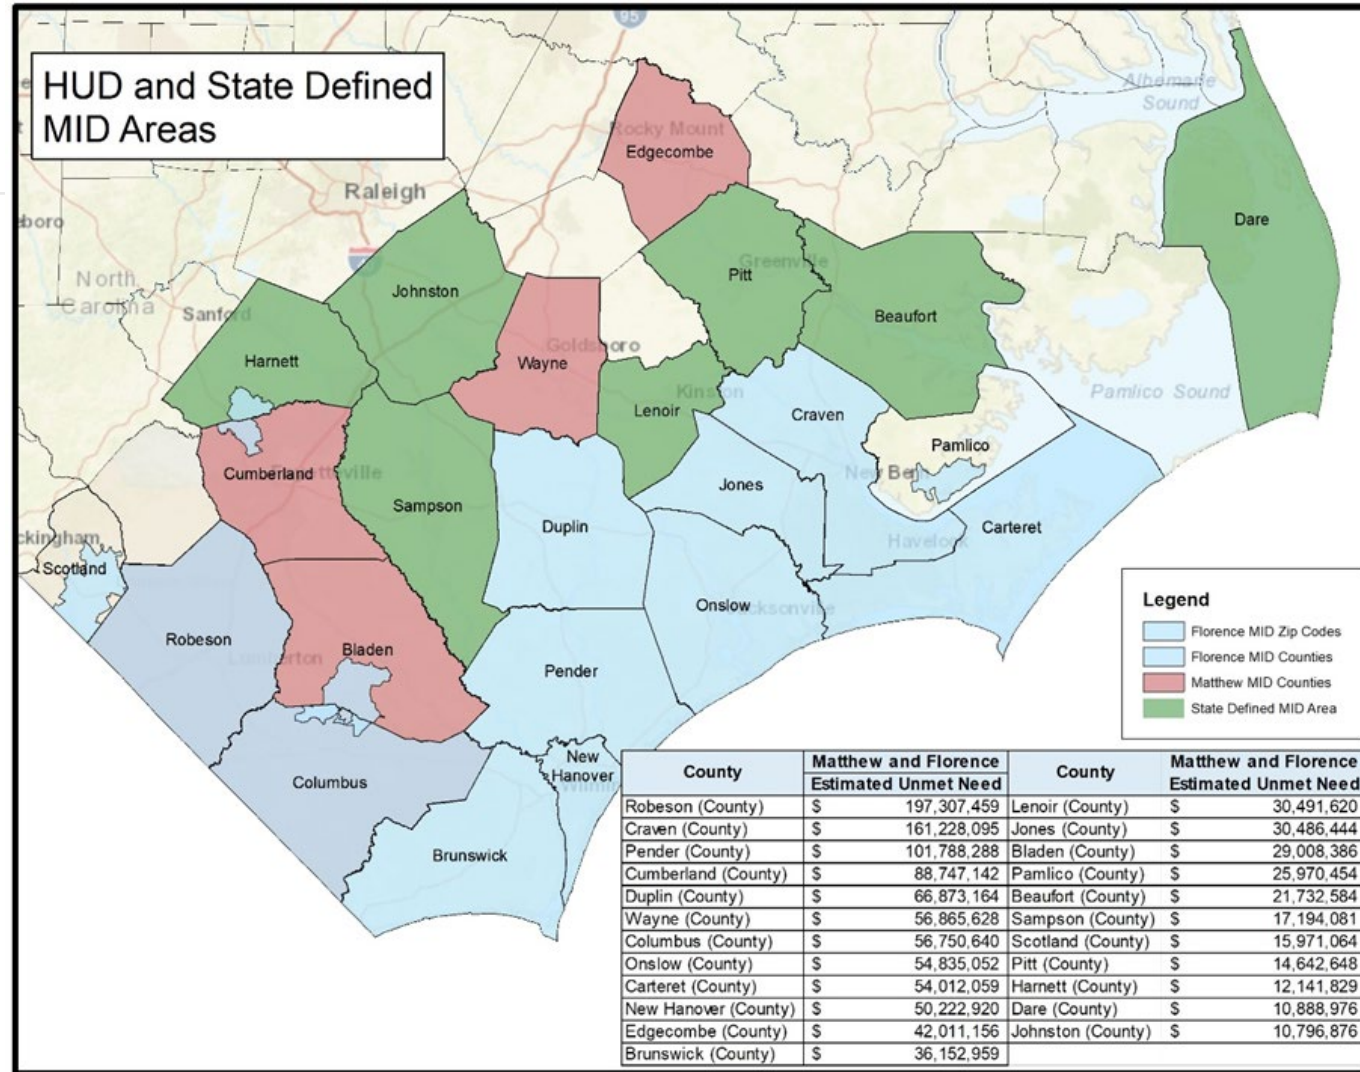 95
HUD and State Defined
MID Areas
Albemarle
Sound
Rocky Mount
Edgecombe
Raleigh
Dare
North
Carolina
Sanford
Johnston
Greenville
Pitt
Beaufort
Harnett
Goldsboro
Wayne
Kinston
Lenoir
Craven
Pamlico Sound
Pamlico
Cumberland
New Bern
Jones
Sampson
Duplin
Carteret
Havelock
Scotland
Onslow
Robeson
Bladen
Pender
Columbus
New
Hanover
Brunswick
Legend
Florence MID Zip Codes
Florence MID Counties
Matthew MID Counties
State Defined MID Area
County Matthew and Florence Estimated Unmet Need County Matthew and Florence Estimated Unmet Need
Robeson (County) $ 197,307,459 Lenoir (County) $ 30,491,620
Craven (County) $ 161,228,095 Jones (County) $ 30,486,444
Pender (County) $ 101,788,288 Bladen (County) $ 29,008,386
Cumberland (County) $ 88,747,142 Pamlico (County) $ 25,970,454
Duplin (County) $ 66,873,164 Beaufort (County) $ 21,732,584
Wayne (County) $ 56,865,628 Sampson (County) $ 17,194,081
Columbus (County) $ 56,750,640 Scotland (County) $ 15,971,064
Onslow (County) $ 54,835,052 Pitt (County) $ 14,642,648
Carteret (County) $ 54,012,059 Harnett (County) $ 12,141,829
New Hanover (County) $ 50,222,920 Dare (County) $ 10,888,976
Edgecombe (County) $ 42,011,156 Johnston (County) $ 10,796,876
Brunswick (County) $ 36,152,959